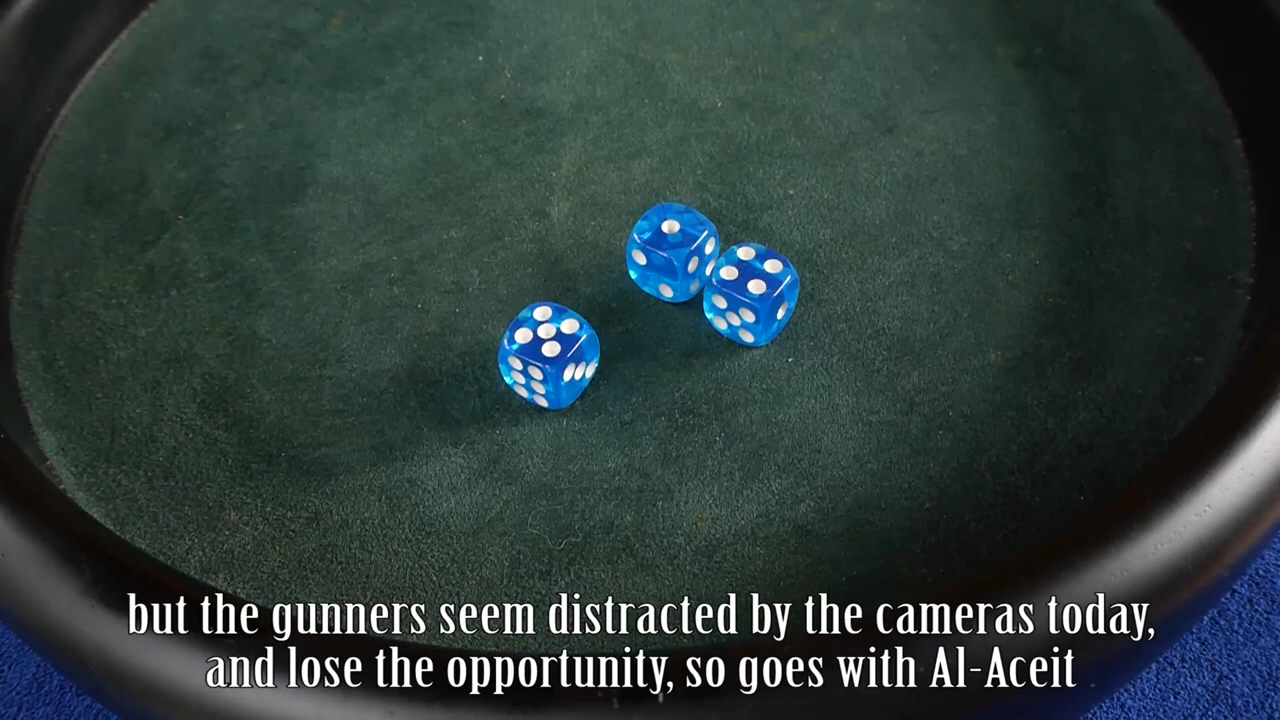 but the gunners seem distracted by the cameras today,
and lose the opportunity, so goes with Al-Aceit